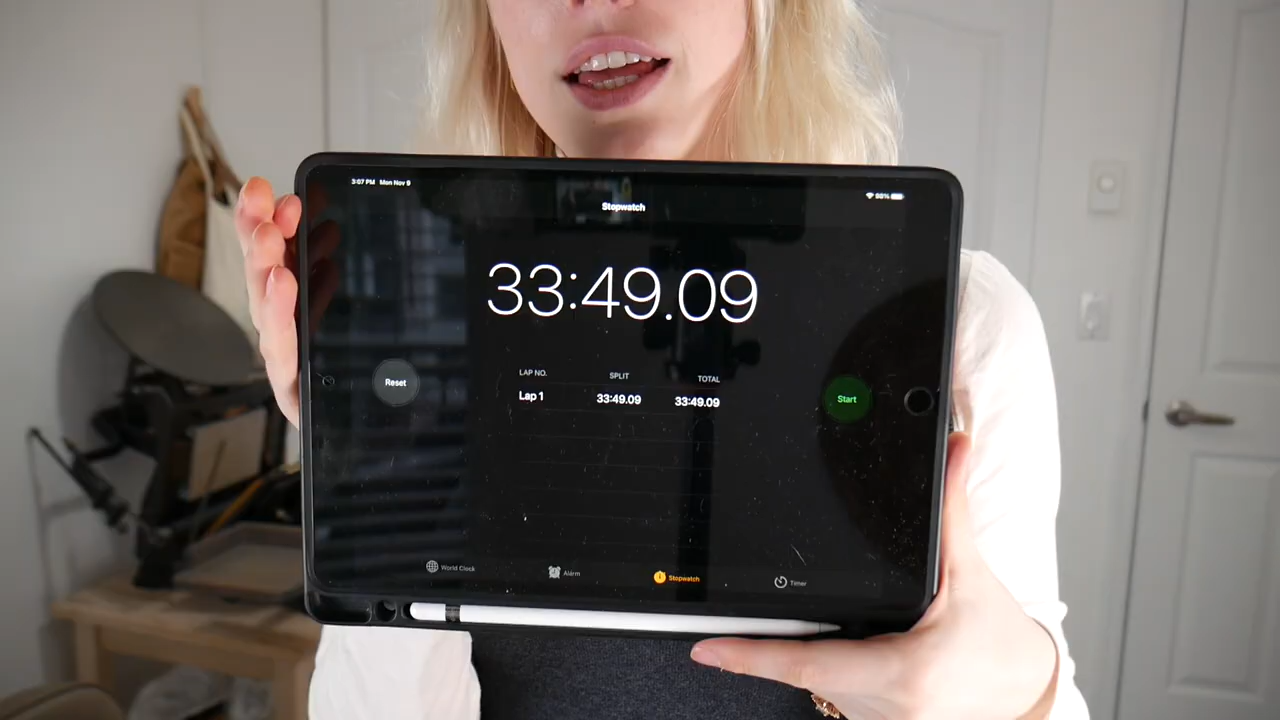 3:07 PM Mon Nov 9
98%
Stopwatch
33:49.09
LAP NO. SPLIT TOTAL
Lap 1 33:49.09 33:49.09
Reset
Start
World Clock Alarm Stopwatch Timer